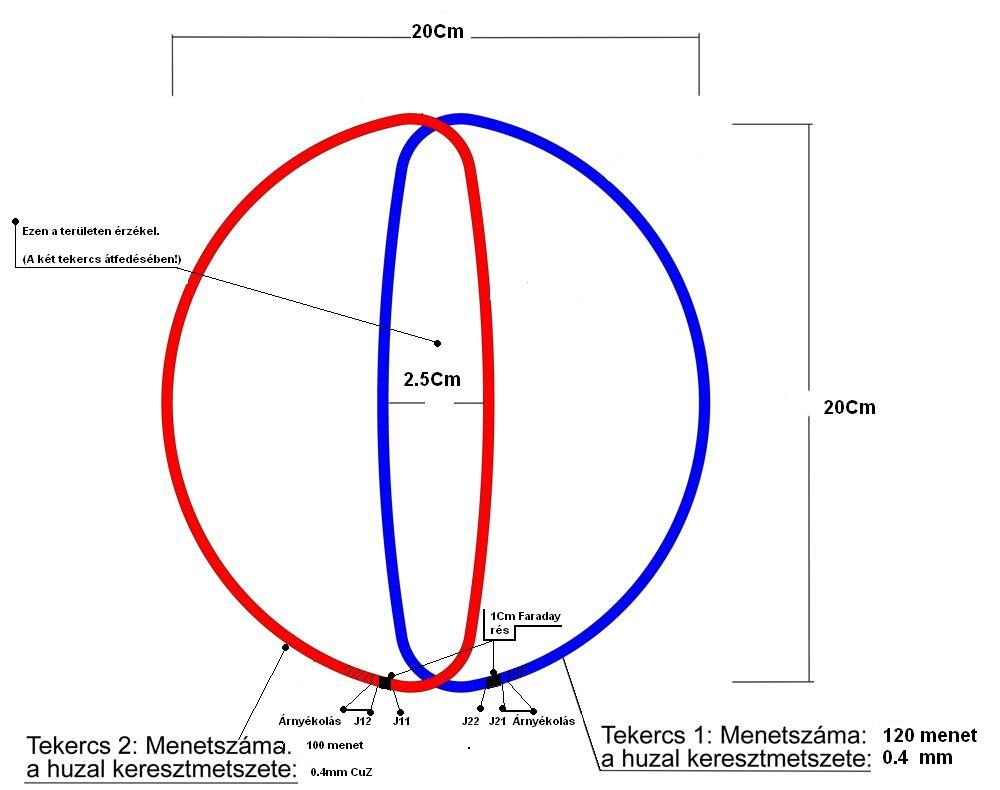 20Cm
Ezen a területen érzékel.
(A két tekercs átfedésében!)
2.5Cm
20Cm
1Cm Faraday
rés
Árnyékolás J12 J11 J22 J21 Árnyékolás
Tekercs 2: Menetszáma. 100 menet
a huzal keresztmetszete: 0.4mm CuZ
Tekercs 1: Menetszáma: 120 menet
a huzal keresztmetszete: 0.4 mm